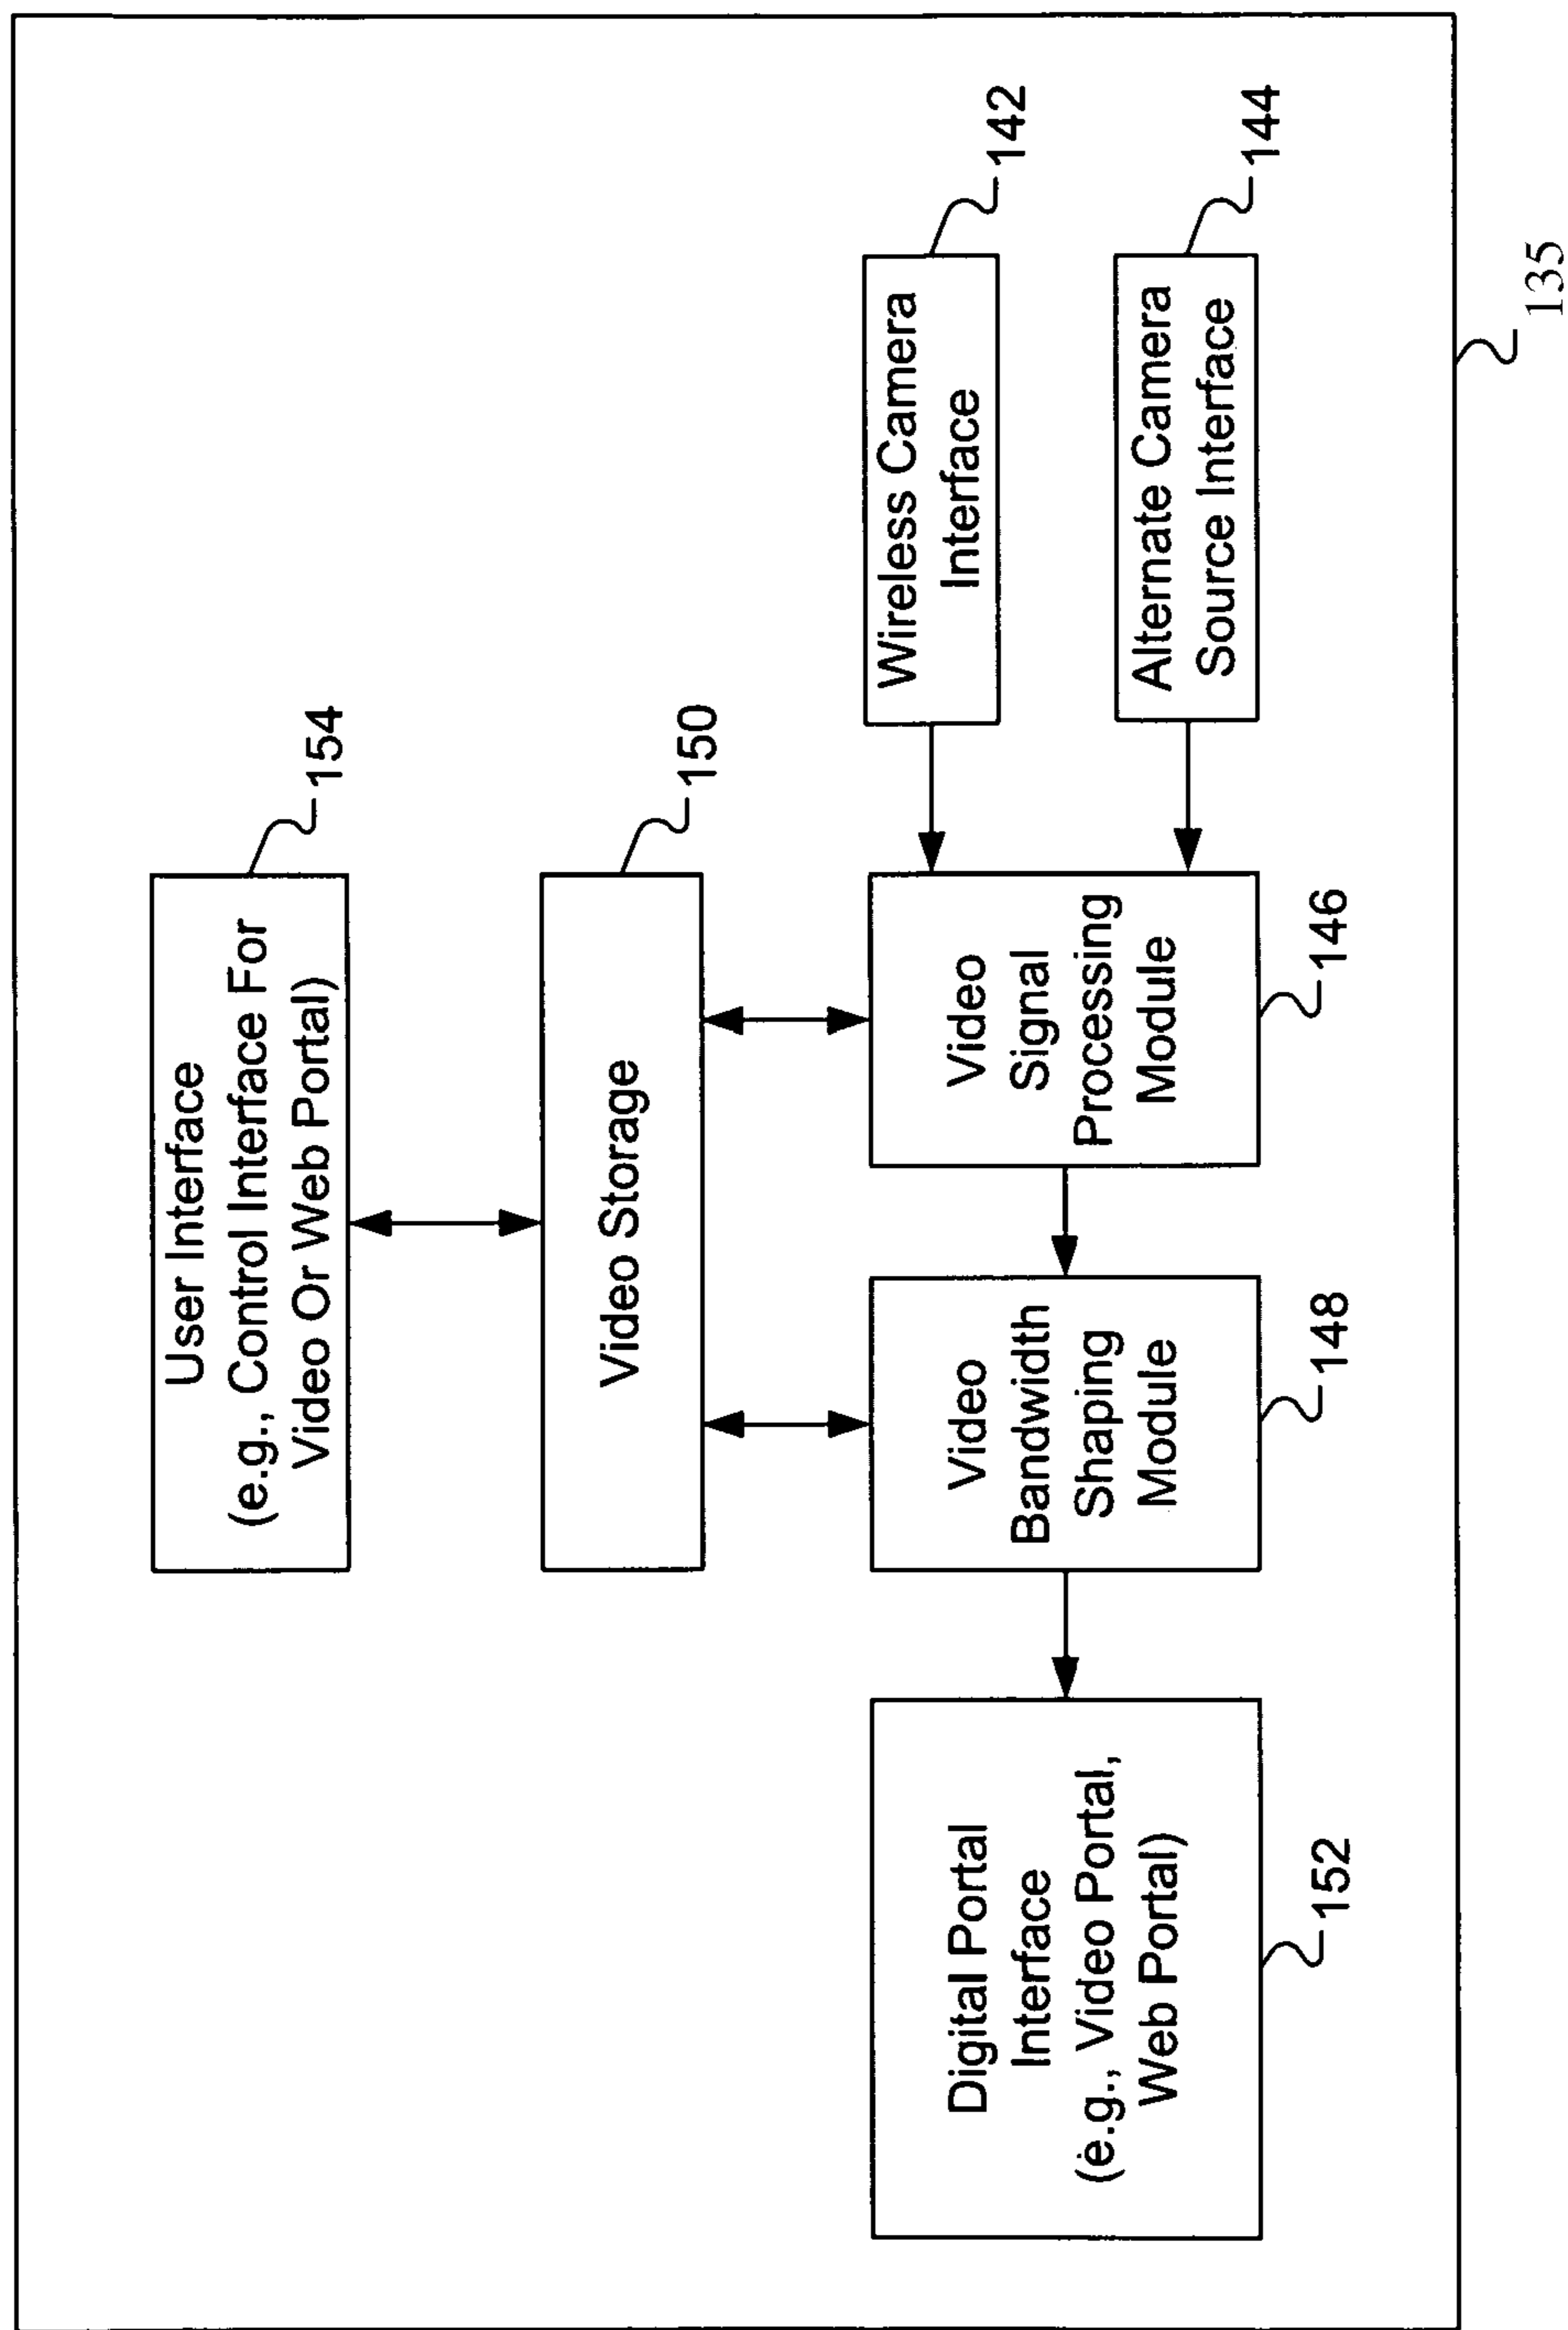 User Interface
(e.g., Control Interface For
Video Or Web Portal)
154
Video Storage
150
Digital Portal
Interface
(e.g., Video Portal,
Web Portal)
152
Video
Bandwidth
Shaping
Module
148
Video
Signal
Processing
Module
146
Wireless Camera
Interface
142
Alternate Camera
Source Interface
144
135